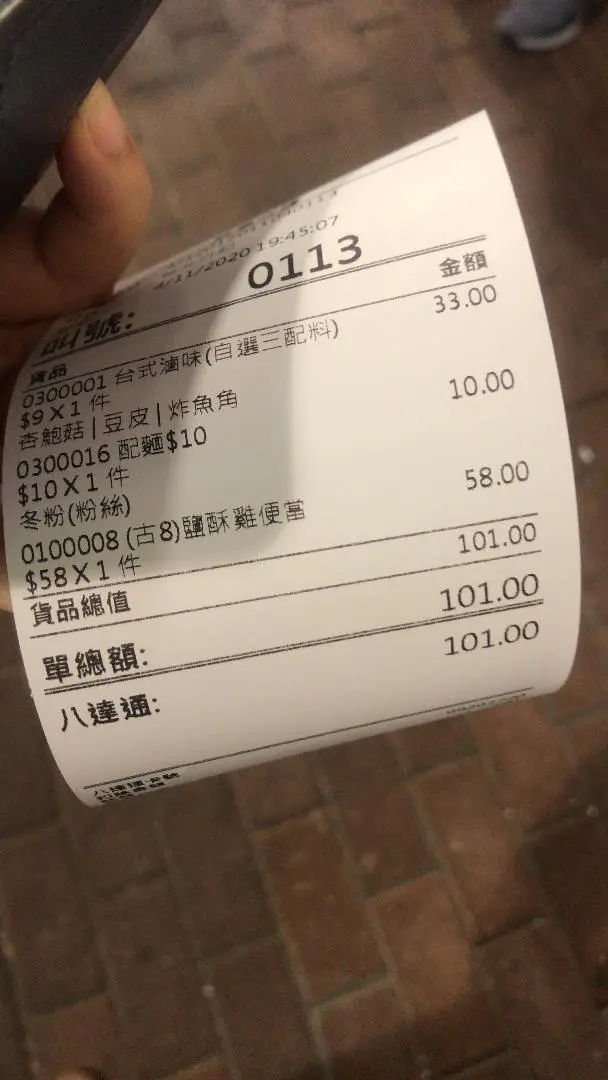 4/11/2020 19:45:07
0113
貨品 金額
0300001 台式滷味(自選三配料) 33.00
$9 X 1 件
杏鮑菇|豆皮|炸魚角
0300016 配麵$10 10.00
$10 X 1 件
冬粉(粉絲)
0100008 (古8)鹽酥雞便當 58.00
$58 X 1 件
貨品總值 101.00
單總額: 101.00
八達通: 101.00